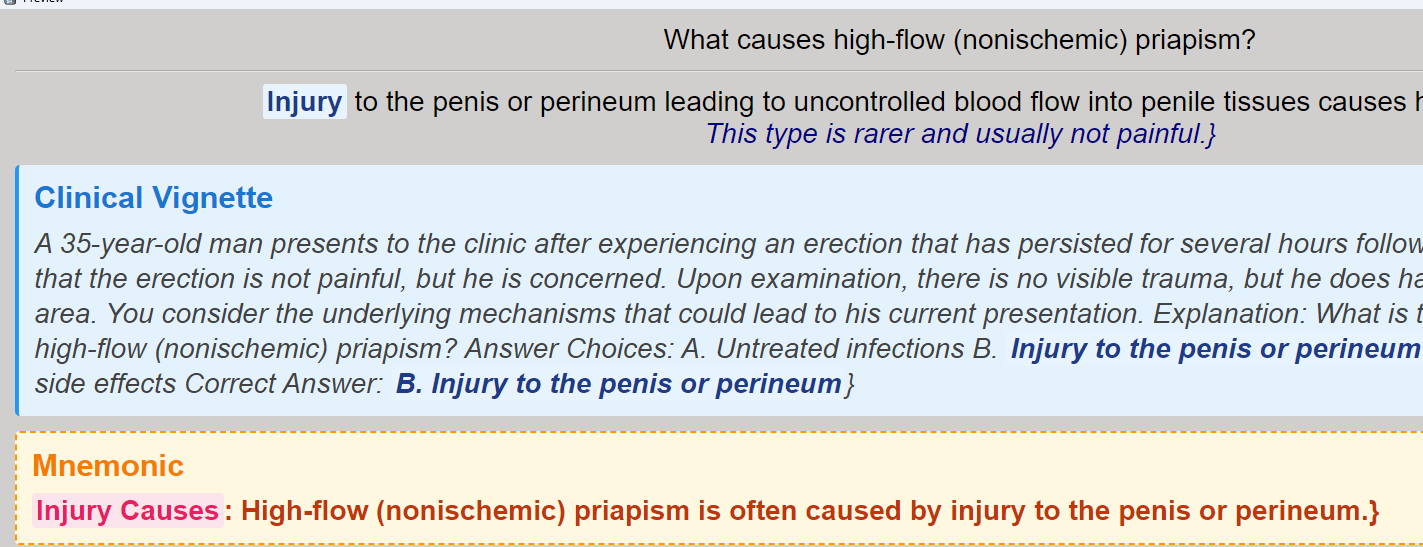 Preview
What causes high-flow (nonischemic) priapism?
Injury to the penis or perineum leading to uncontrolled blood flow into penile tissues causes
This type is rarer and usually not painful.}
Clinical Vignette
A 35-year-old man presents to the clinic after experiencing an erection that has persisted for several hours follow
that the erection is not painful, but he is concerned. Upon examination, there is no visible trauma, but he does ha
area. You consider the underlying mechanisms that could lead to his current presentation. Explanation: What is t
high-flow (nonischemic) priapism? Answer Choices: A. Untreated infections B. Injury to the penis or perineum
side effects Correct Answer: B. Injury to the penis or perineum}
Mnemonic
Injury Causes: High-flow (nonischemic) priapism is often caused by injury to the penis or perineum.}